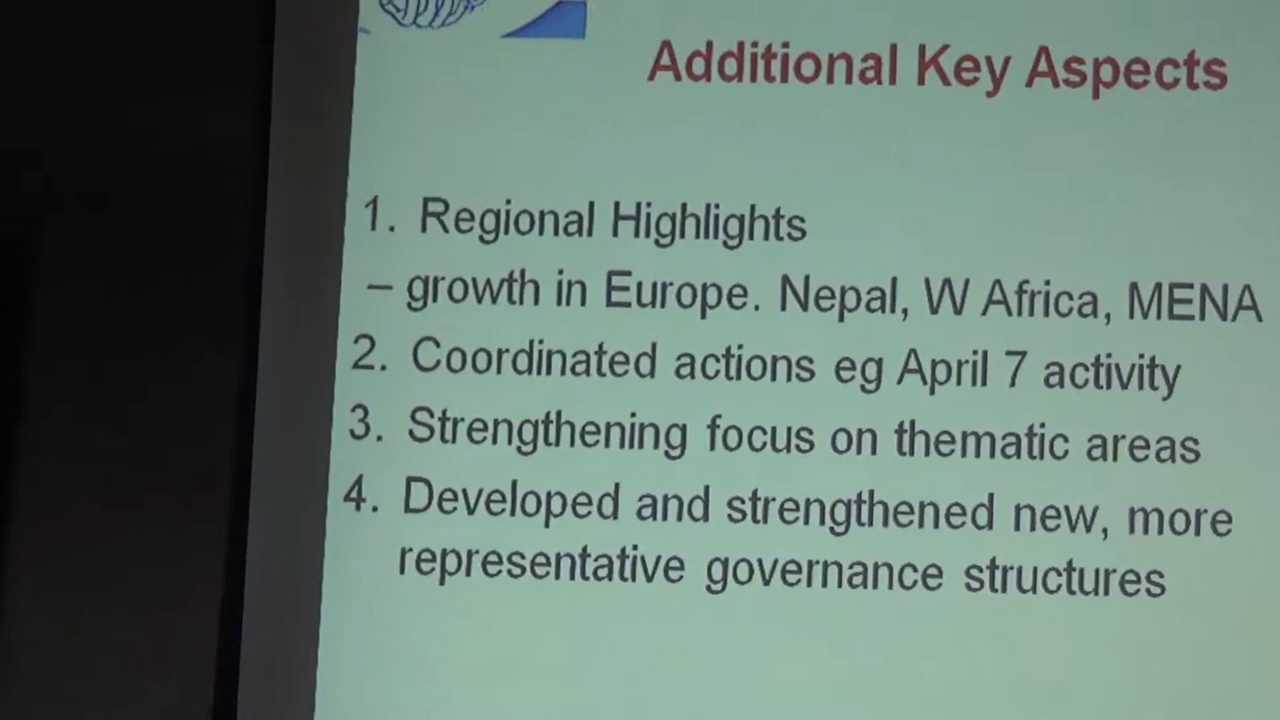 Additional Key Aspects
1. Regional Highlights
– growth in Europe. Nepal, W Africa, MENA
2. Coordinated actions eg April 7 activity
3. Strengthening focus on thematic areas
4. Developed and strengthened new, more
representative governance structures